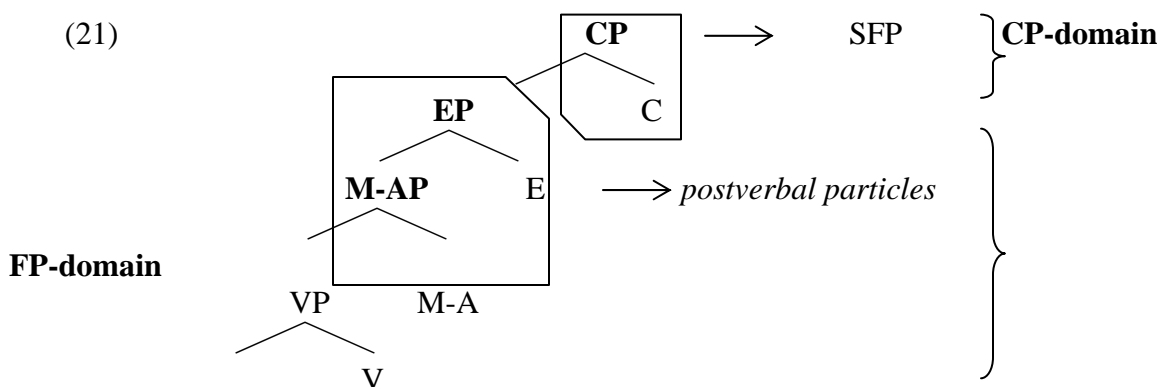 (21) CP SFP CP-domain
EP C
M-AP E postverbal particles
FP-domain
VP M-A
V